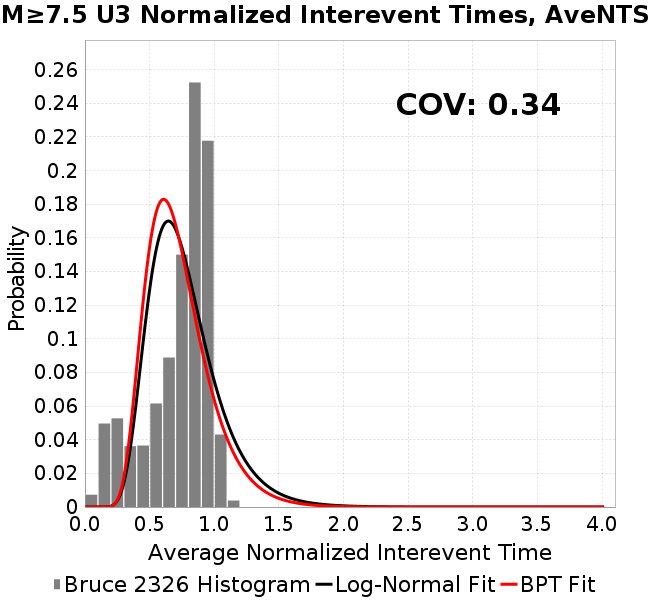 M≥7.5 U3 Normalized Interevent Times, AveNTS
COV: 0.34
Probability
0.26
0.24
0.22
0.2
0.18
0.16
0.14
0.12
0.1
0.08
0.06
0.04
0.02
0
0.0 0.5 1.0 1.5 2.0 2.5 3.0 3.5 4.0
Average Normalized Interevent Time
Bruce 2326 Histogram Log-Normal Fit BPT Fit